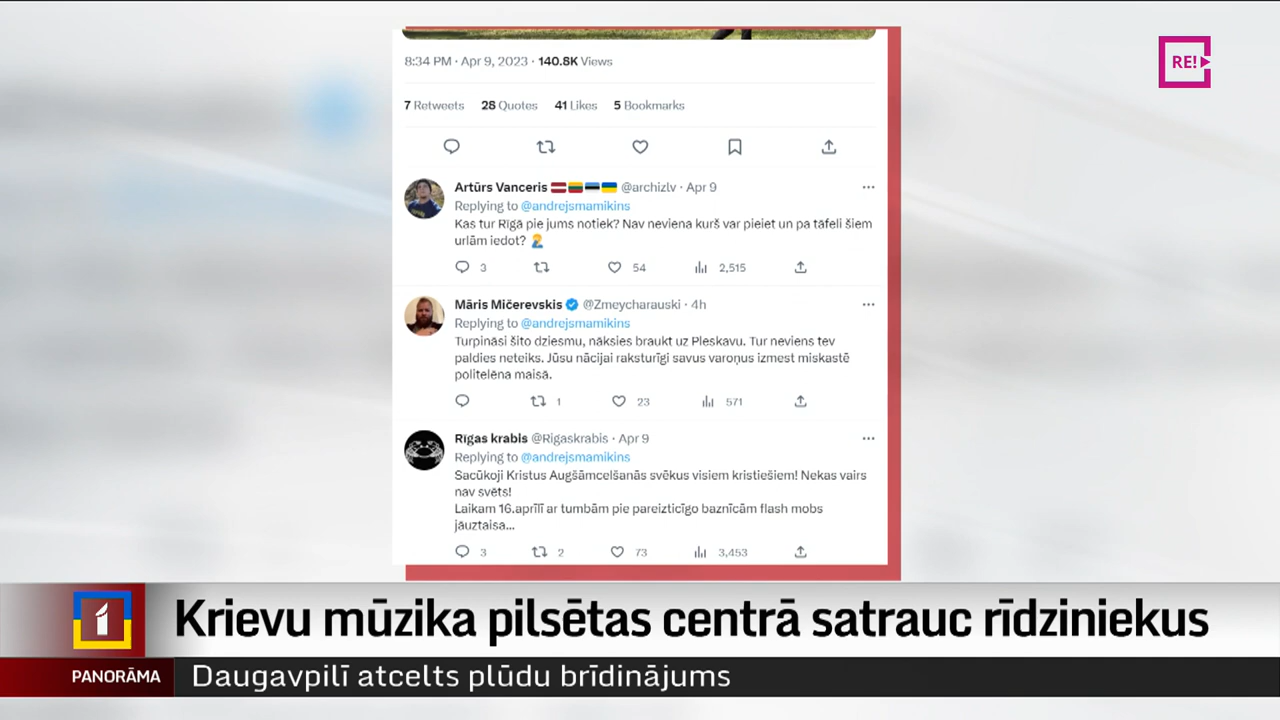 8:34 PM · Apr 9, 2023 · 140.8K Views
7 Retweets 28 Quotes 41 Likes 5 Bookmarks
RE!
Artūrs Vanceris @archizlv · Apr 9
Replying to @andrejsmamikins
Kas tur Rīgā pie jums notiek? Nav neviena kurš var pieiet un pa tāfeli šiem
urlām iedot?
3 54 2,515
Māris Mičerevskis @Zmeycharauski · 4h
Replying to @andrejsmamikins
Turpināsi šito dziesmu, nāksies braukt uz Pleskavu. Tur neviens tev
paldies neteiks. Jūsu nācijai raksturīgi savus varoņus izmest miskastē
politelēna maisā.
1 23 571
Rīgas krabis @Rigaskrabis · Apr 9
Replying to @andrejsmamikins
Sacūkoji Kristus Augšāmcelšanās svēkus visiem kristiešiem! Nekas vairs
nav svēts!
Laikam 16.aprīlī ar tumbām pie pareizticīgo baznīcām flash mobs
jāuztaisa...
3 2 73 3,453
1
Krievu mūzika pilsētas centrā satrauc rīdziniekus
PANORĀMA
Daugavpilī atcelts plūdu brīdinājums